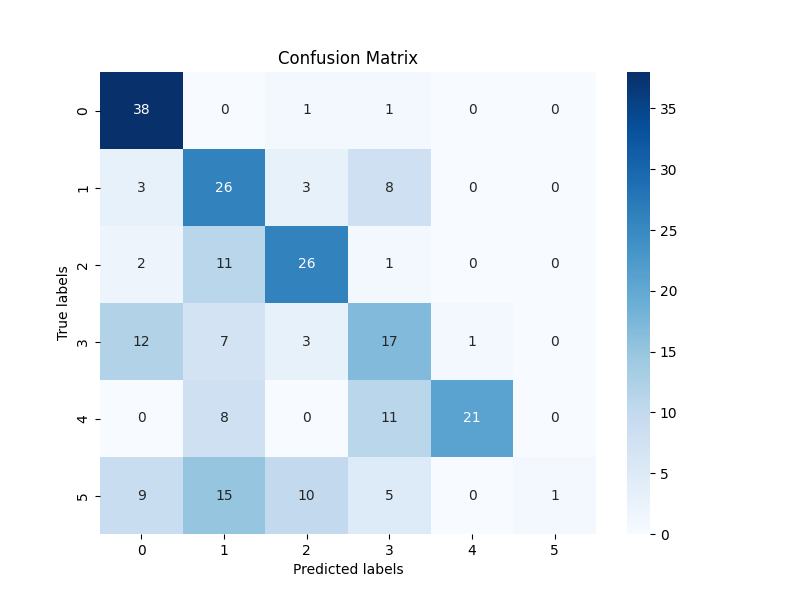 Confusion Matrix
True labels
0 38 0 1 1 0 0
1 3 26 3 8 0 0
2 2 11 26 1 0 0
3 12 7 3 17 1 0
4 0 8 0 11 21 0
5 9 15 10 5 0 1
0 1 2 3 4 5
Predicted labels
35
30
25
20
15
10
5
0